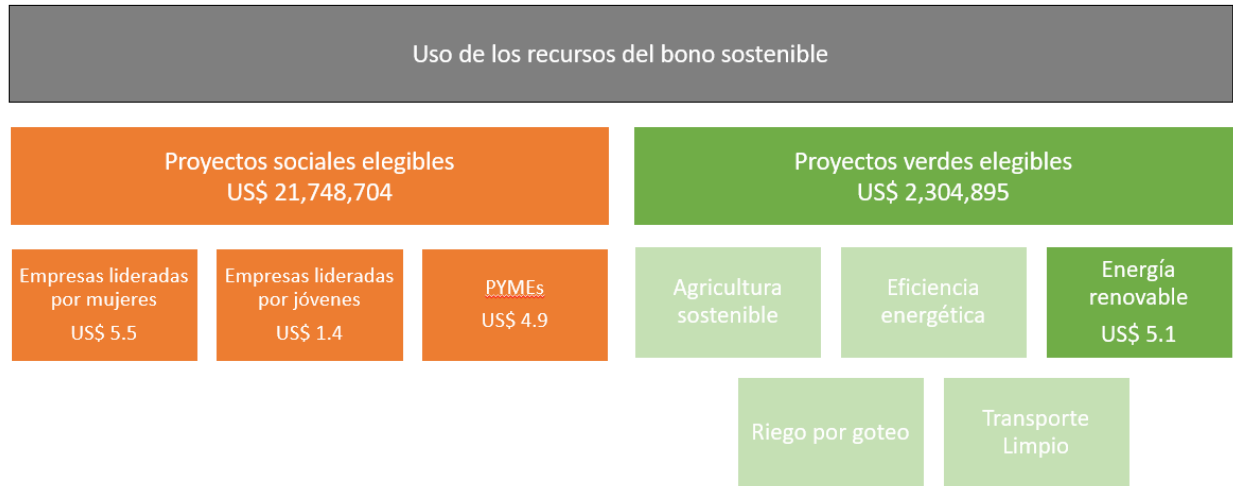 Uso de los recursos del bono sostenible
Proyectos sociales elegibles
US$ 21,748,704
Proyectos verdes elegibles
US$ 2,304,895
Empresas lideradas
por mujeres
US$ 5.5
Empresas lideradas
por jóvenes
US$ 1.4
PYMEs
US$ 4.9
Agricultura
sostenible
Eficiencia
energética
Energía
renovable
US$ 5.1
Riego por goteo
Transporte
Limpio